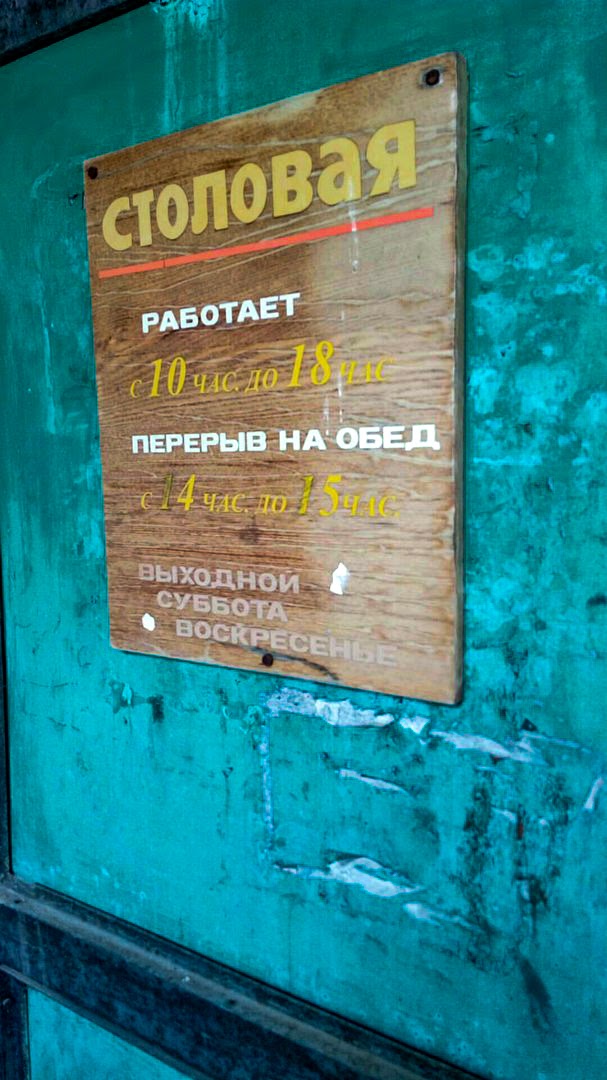 СТОЛОВАЯ
РАБОТАЕТ
с 10 час. до 18 час
ПЕРЕРЫВ НА ОБЕД
с 14 час. до 15 час.
ВЫХОДНОЙ
СУББОТА
ВОСКРЕСЕНЬЕ